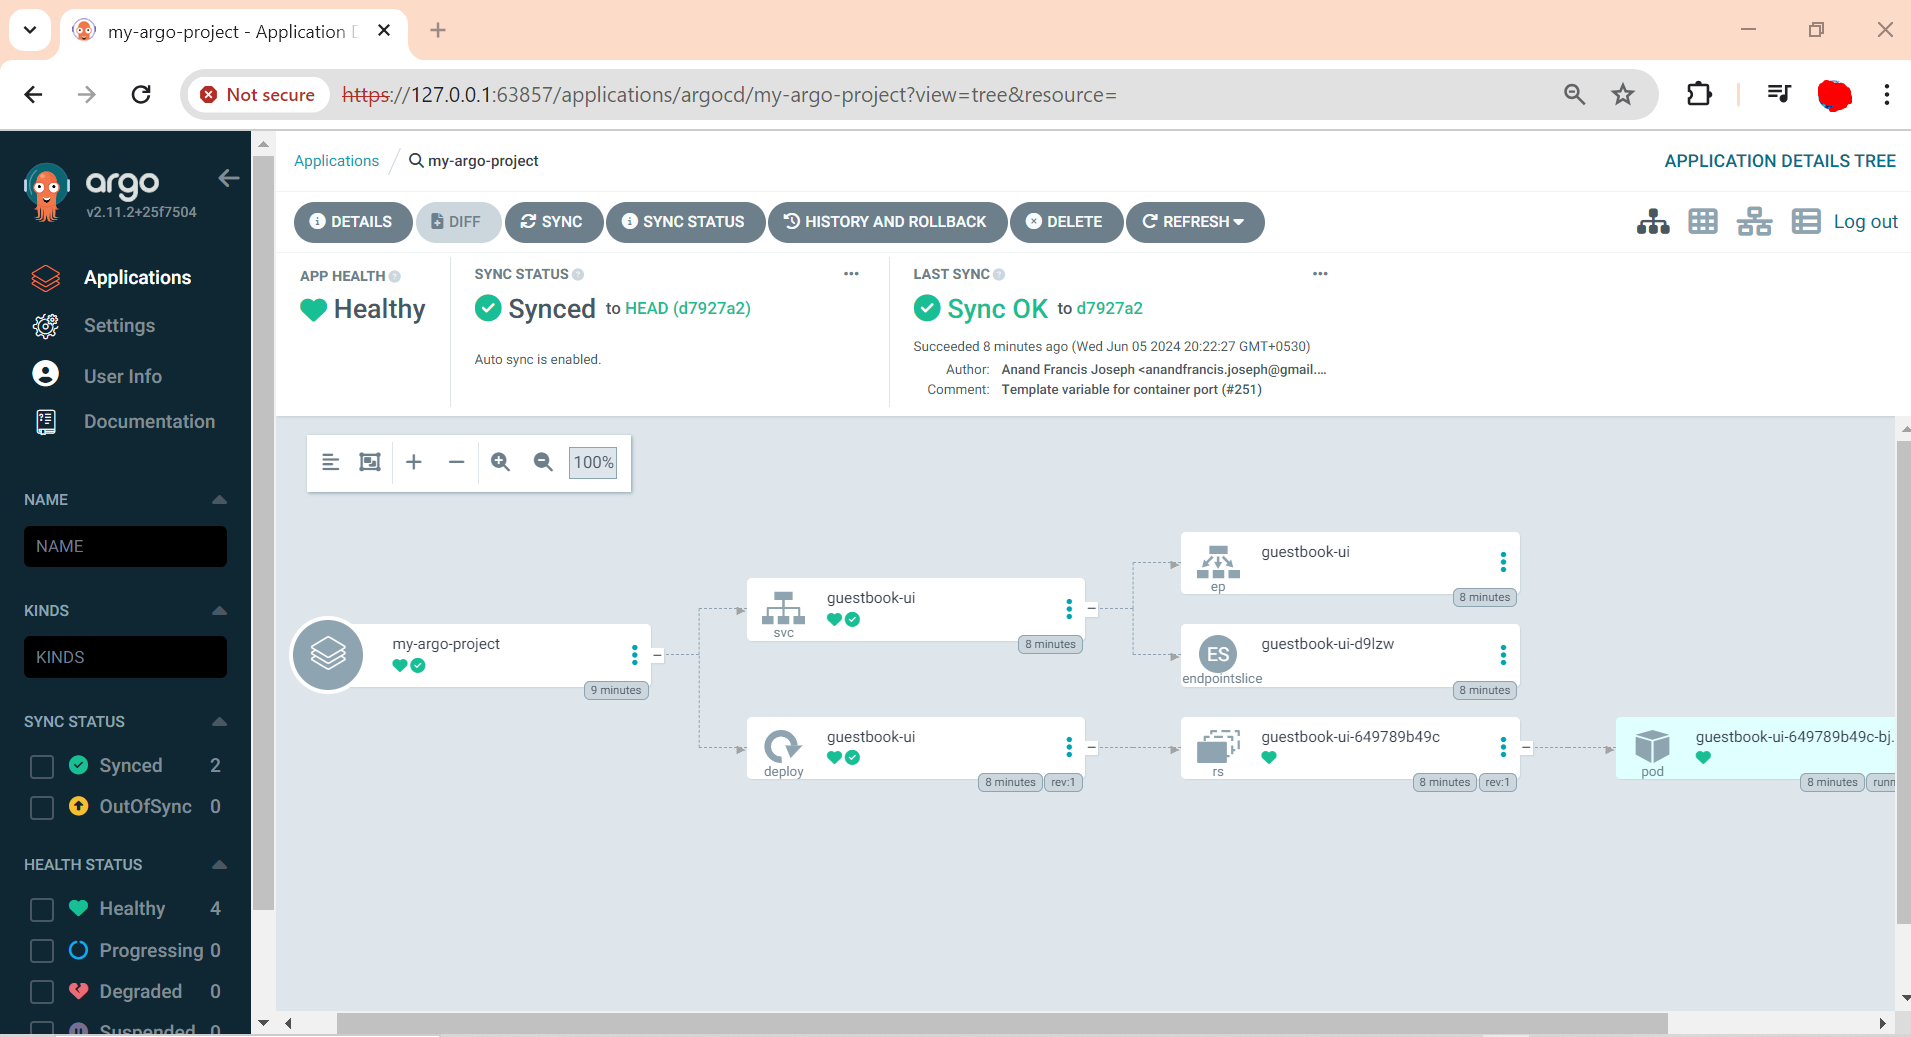 my-argo-project - Application
Not secure
https://127.0.0.1:63857/applications/argocd/my-argo-project?view=tree&resource=
argo
v2.11.2+25f7504
Applications
Settings
User Info
Documentation
NAME
NAME
KINDS
KINDS
SYNC STATUS
Synced 2
OutOfSync 0
HEALTH STATUS
Healthy 4
Progressing 0
Degraded 0
Suspended 0
Applications / my-argo-project
APPLICATION DETAILS TREE
DETAILS DIFF SYNC SYNC STATUS HISTORY AND ROLLBACK DELETE REFRESH
Log out
APP HEALTH
Healthy
SYNC STATUS
Synced to HEAD (d7927a2)
Auto sync is enabled.
LAST SYNC
Sync OK to d7927a2
Succeeded 8 minutes ago (Wed Jun 05 2024 20:22:27 GMT+0530)
Author: Anand Francis Joseph <anandfrancis.joseph@gmail....
Comment: Template variable for container port (#251)
100%
my-argo-project
9 minutes
guestbook-ui
svc
8 minutes
guestbook-ui
deploy
8 minutes rev:1
guestbook-ui
ep
8 minutes
ES
guestbook-ui-d9lzw
endpointslice
8 minutes
guestbook-ui-649789b49c
rs
8 minutes rev:1
guestbook-ui-649789b49c-bj.
pod
8 minutes runn